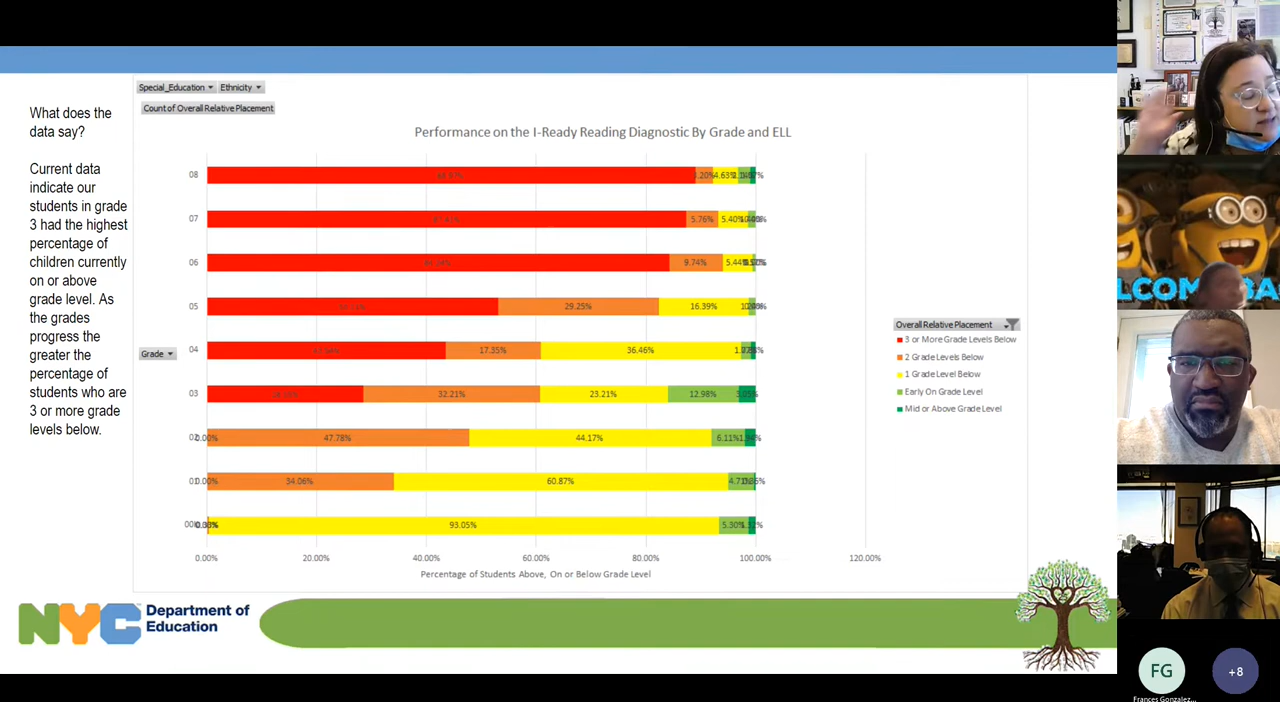 Special_Education Ethnicity
Count of Overall Relative Placement
What does the
data say?
Current data
indicate our
students in grade
3 had the highest
percentage of
children currently
on or above
grade level. As
the grades
progress the
greater the
percentage of
students who are
3 or more grade
levels below.
Performance on the I-Ready Reading Diagnostic By Grade and ELL
08
07 5.76% 5.40%
06 9.74% 5.44%
05 29.25% 16.39%
Grade
04 17.35% 36.46%
03 32.21% 23.21% 12.98%
02 0.00% 47.78% 44.17% 6.11%
34.06% 60.87%
93.05% 5.30%
0.00% 20.00% 40.00% 60.00% 80.00% 100.00% 120.00%
Percentage of Students Above, On or Below Grade Level
Overall Relative Placement
3 or More Grade Levels Below
2 Grade Levels Below
1 Grade Level Below
Early On Grade Level
Mid or Above Grade Level
NYC Department of
Education
FG
Frances Gonzalez...
+8